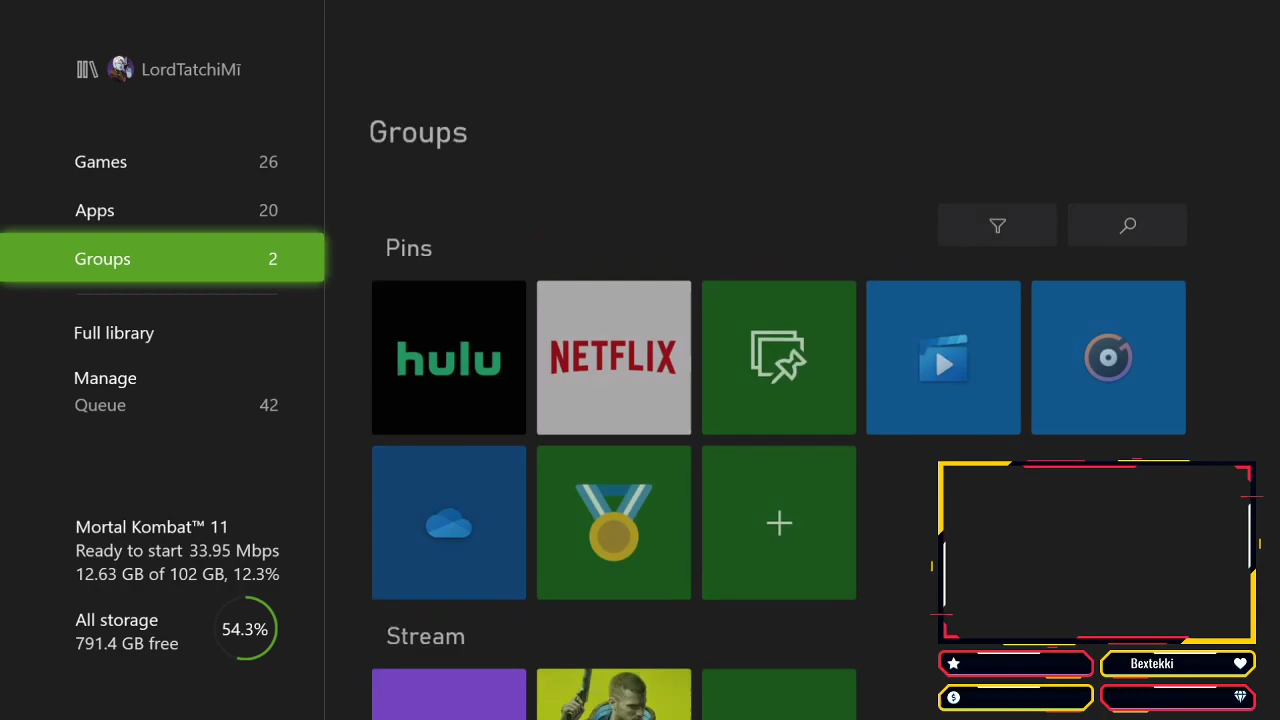 LordTatchiMī
Games 26
Apps 20
Groups 2
Full library
Manage
Queue 42
Mortal Kombat™ 11
Ready to start 33.95 Mbps
12.63 GB of 102 GB, 12.3%
All storage
791.4 GB free
54.3%
Groups
Pins
hulu
NETFLIX
Stream
Bextekki